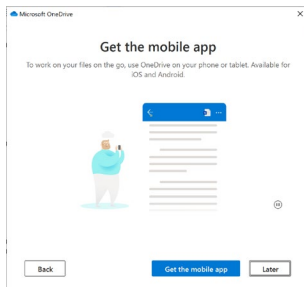 Microsoft OneDrive
Get the mobile app
To work on your files on the go, use OneDrive on your phone or tablet. Available for
iOS and Android.
Back
Get the mobile app
Later